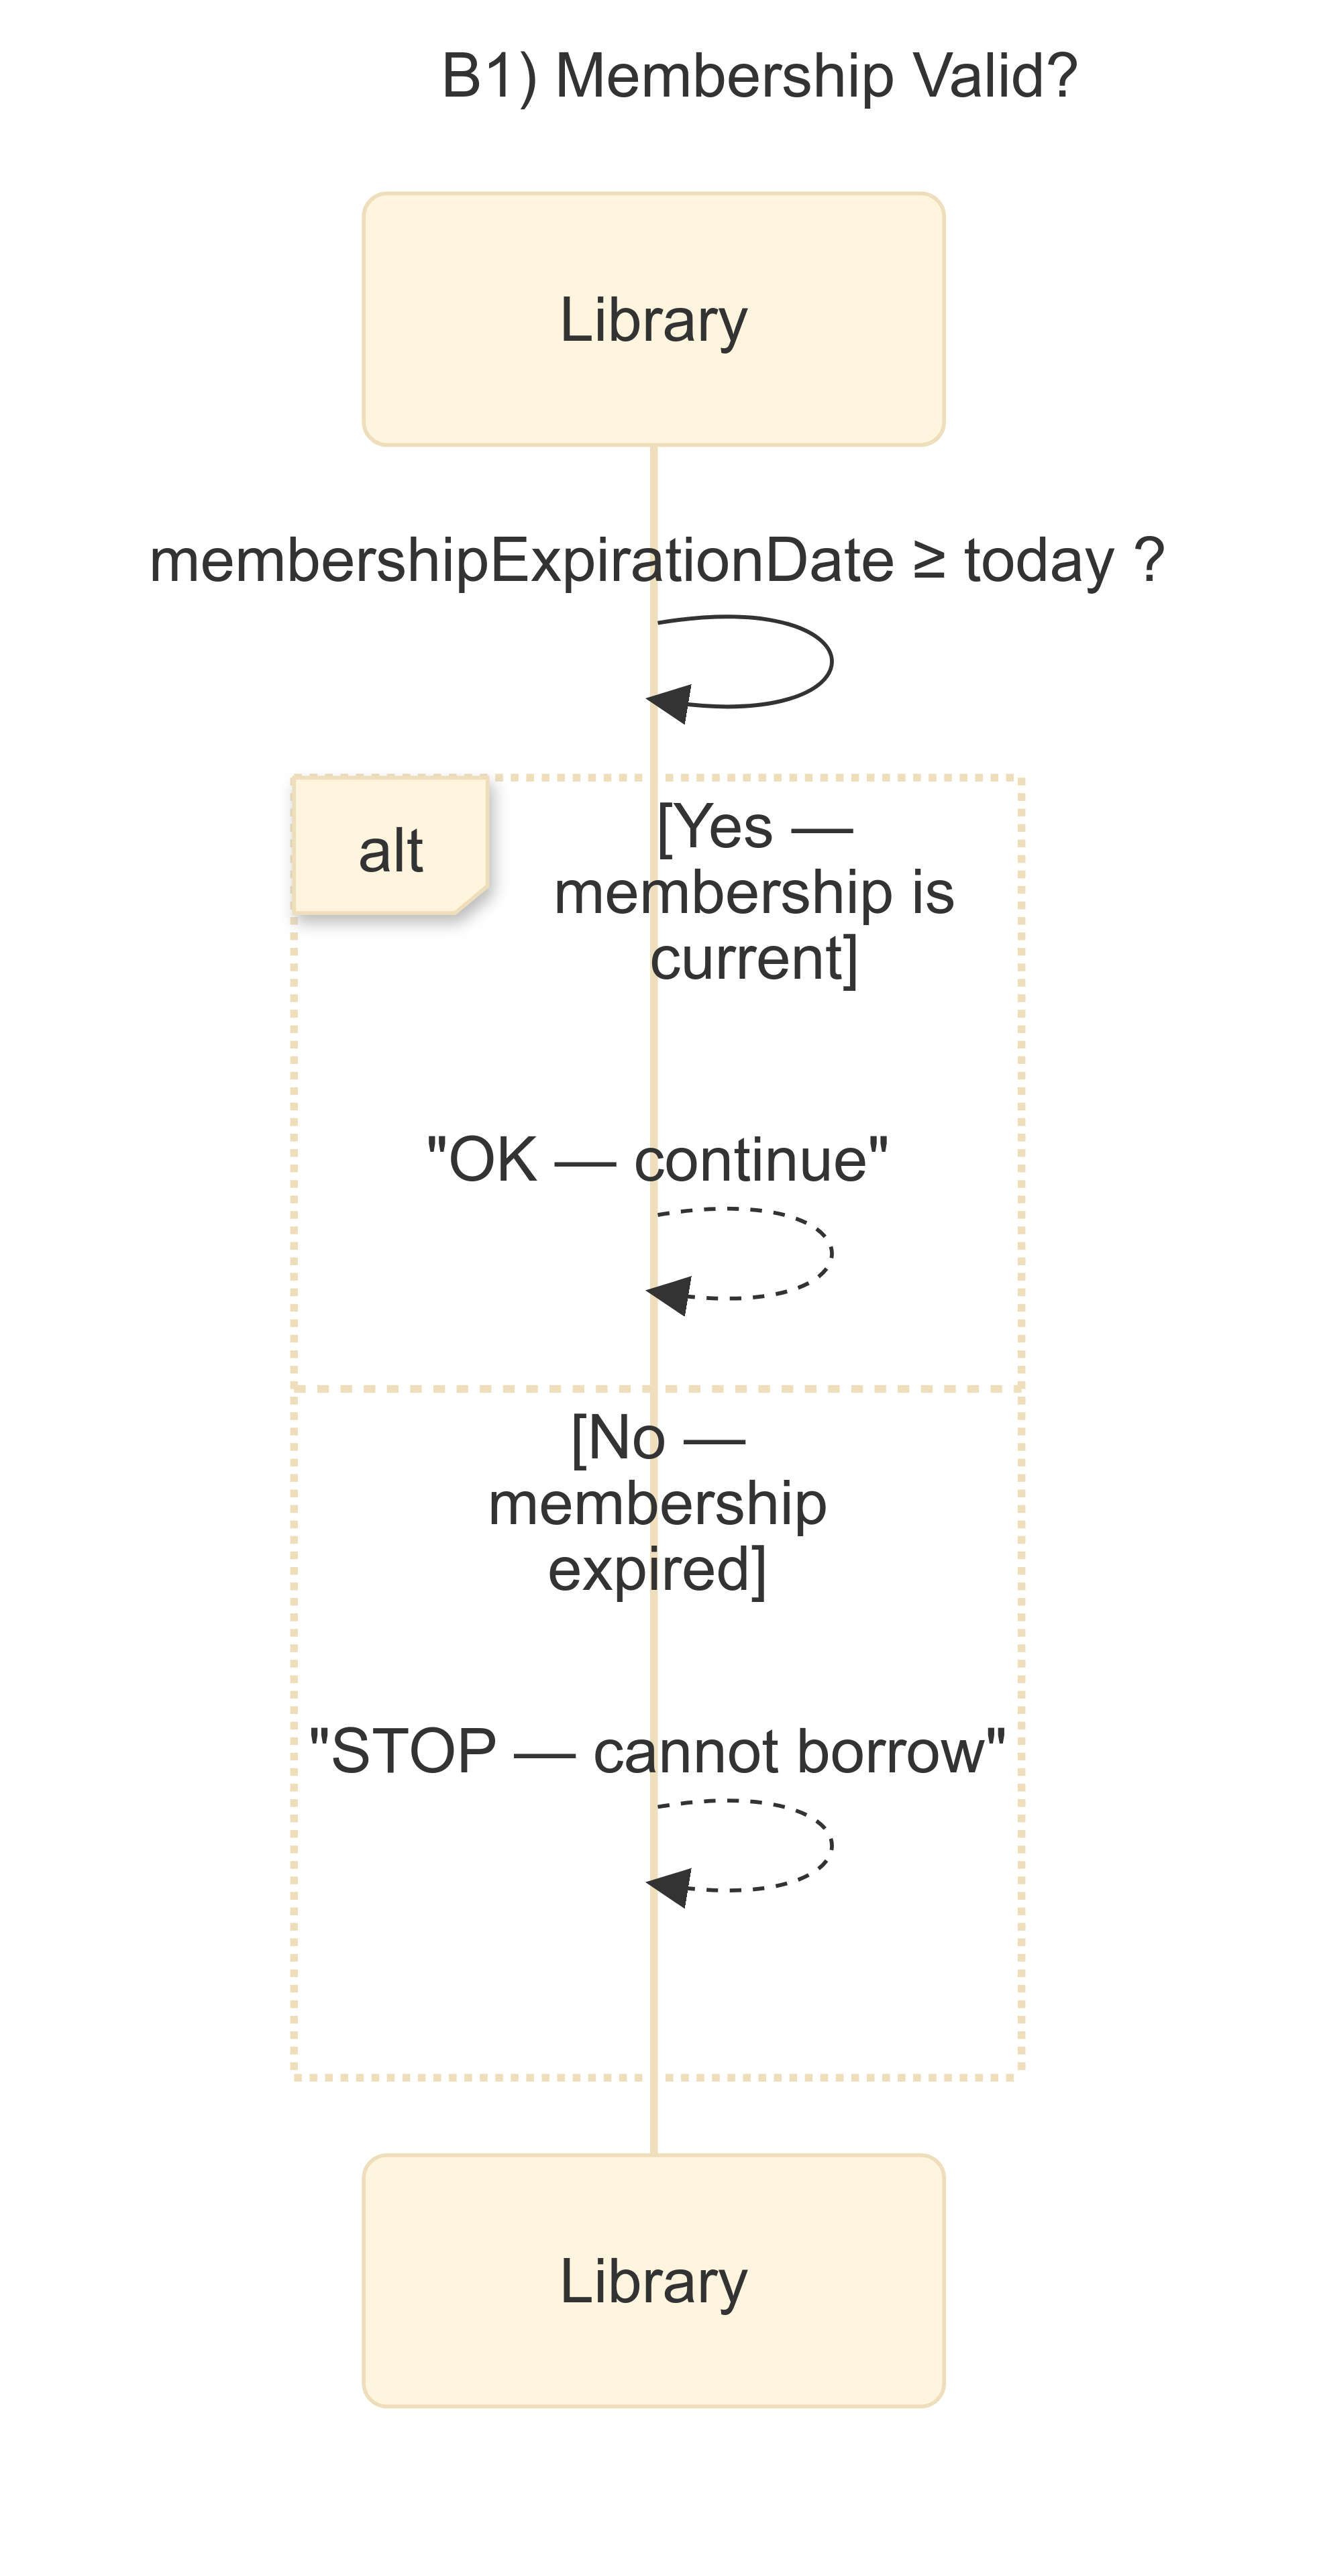 B1) Membership Valid?
Library
membershipExpirationDate ≥ today ?
alt
[Yes —
membership is
current]
"OK — continue"
[No —
membership
expired]
"STOP — cannot borrow"
Library